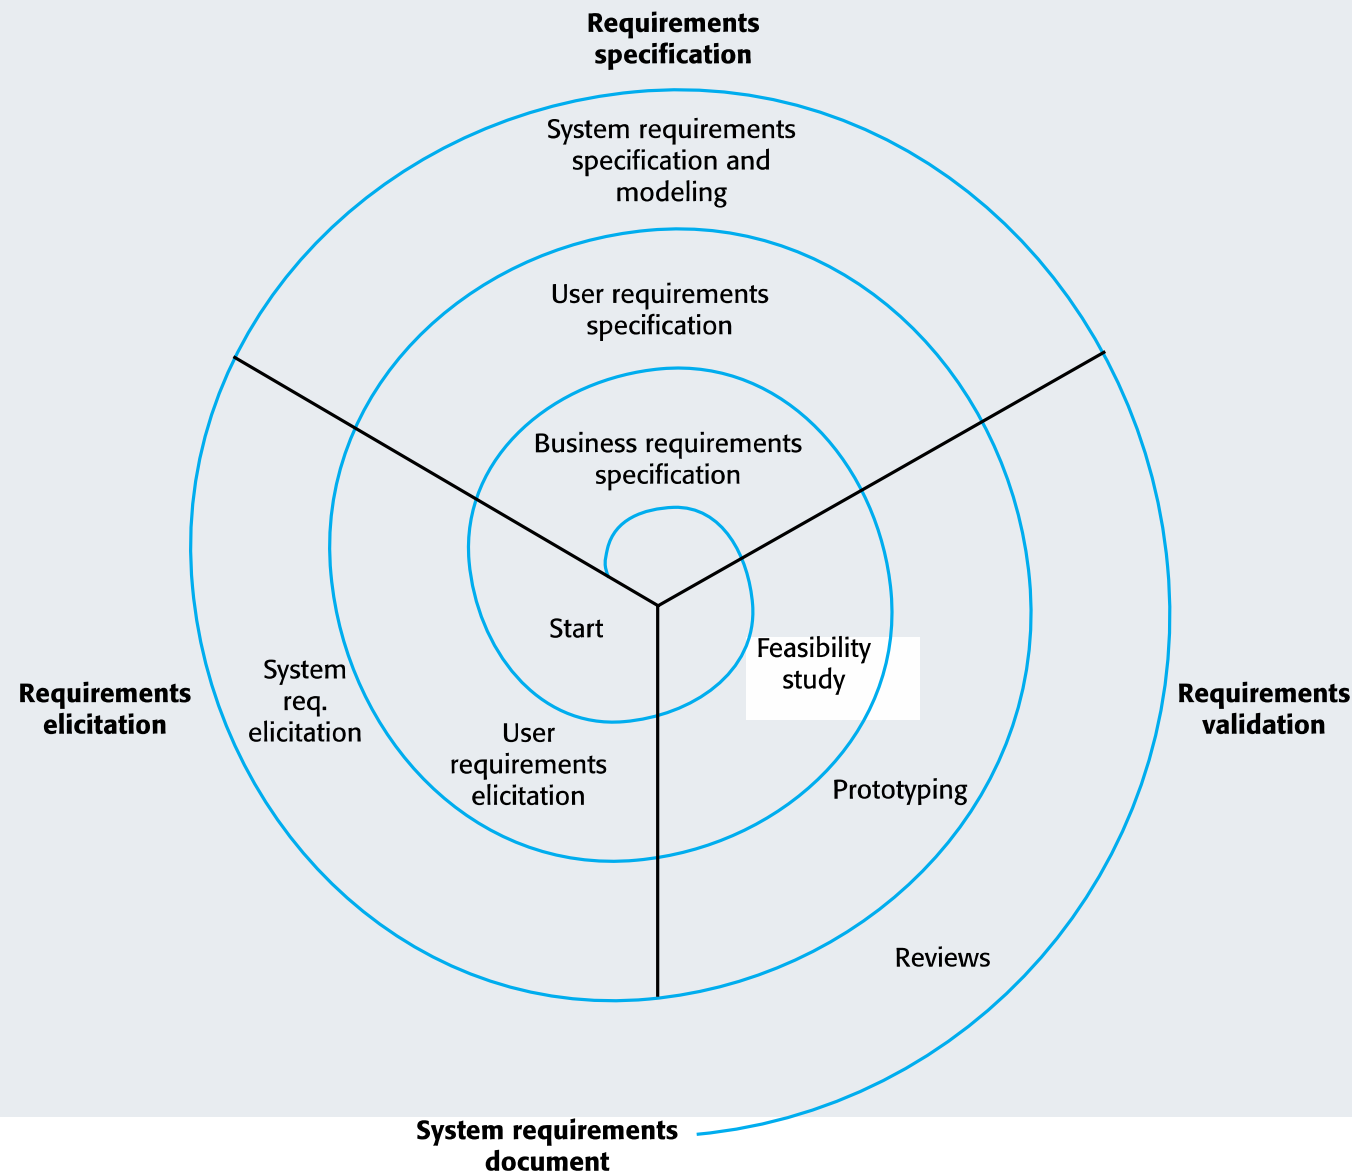 Requirements
specification
System requirements
specification and
modeling
User requirements
specification
Business requirements
specification
Start
Feasibility
study
System
req.
elicitation
Requirements
elicitation
Requirements
validation
User
requirements
elicitation
Prototyping
Reviews
System requirements
document